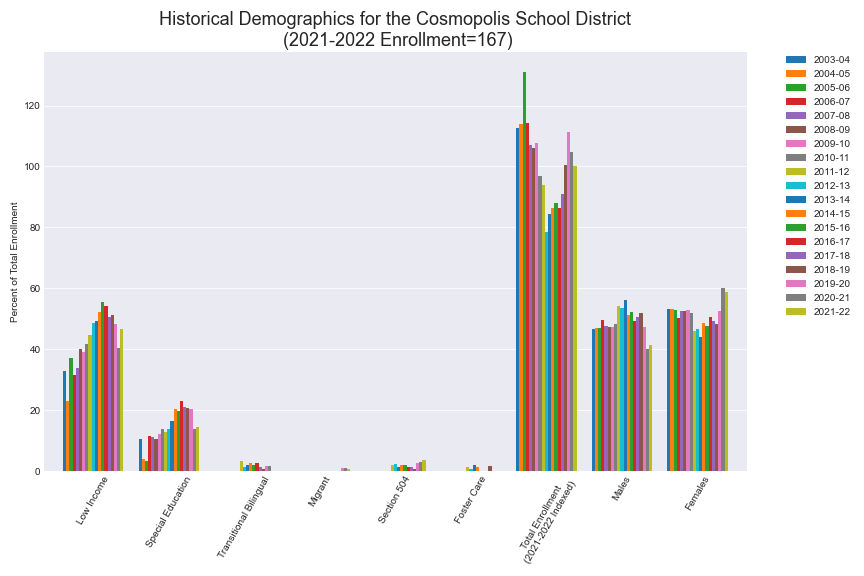 Historical Demographics for the Cosmopolis School District
(2021-2022 Enrollment=167)
Percent of Total Enrollment
120
100
80
60
40
20
0
Low Income
Special Education
Transitional Bilingual
Migrant
Section 504
Foster Care
Total Enrollment
(2021-2022 Indexed)
Males
Females
2003-04
2004-05
2005-06
2006-07
2007-08
2008-09
2009-10
2010-11
2011-12
2012-13
2013-14
2014-15
2015-16
2016-17
2017-18
2018-19
2019-20
2020-21
2021-22